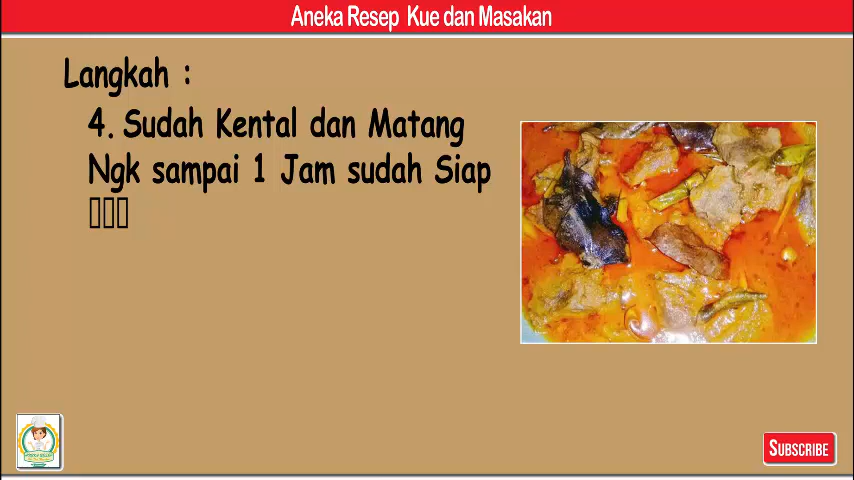 Aneka Resep Kue dan Masakan
Langkah :
4. Sudah Kental dan Matang
Ngk sampai 1 Jam sudah Siap
SUBSCRIBE